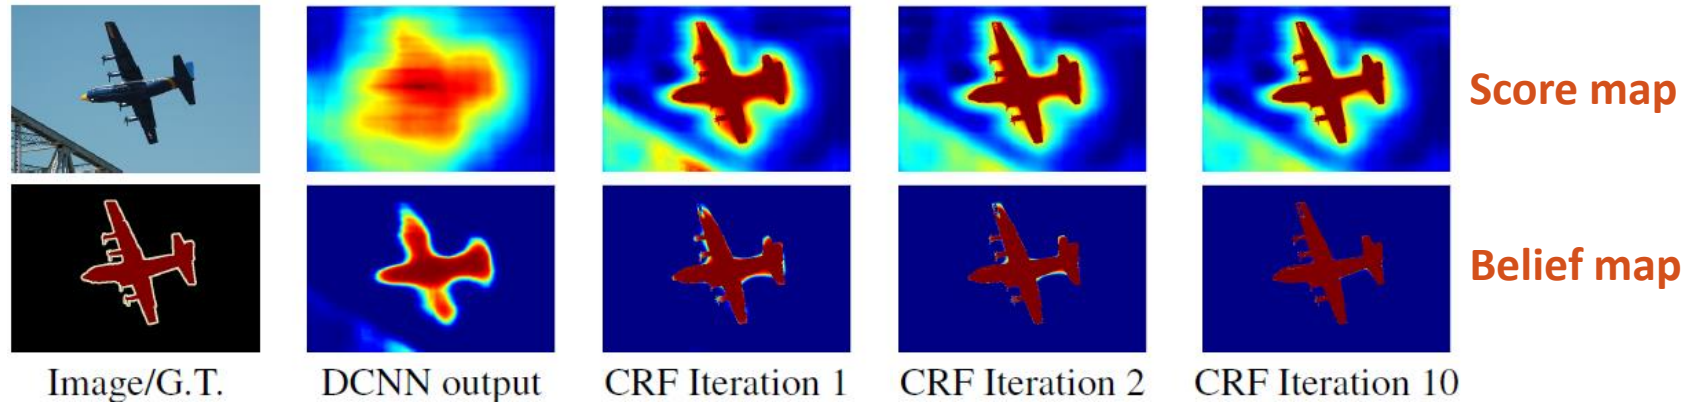 Score map
Belief map
Image/G.T.
DCNN output
CRF Iteration 1
CRF Iteration 2
CRF Iteration 10